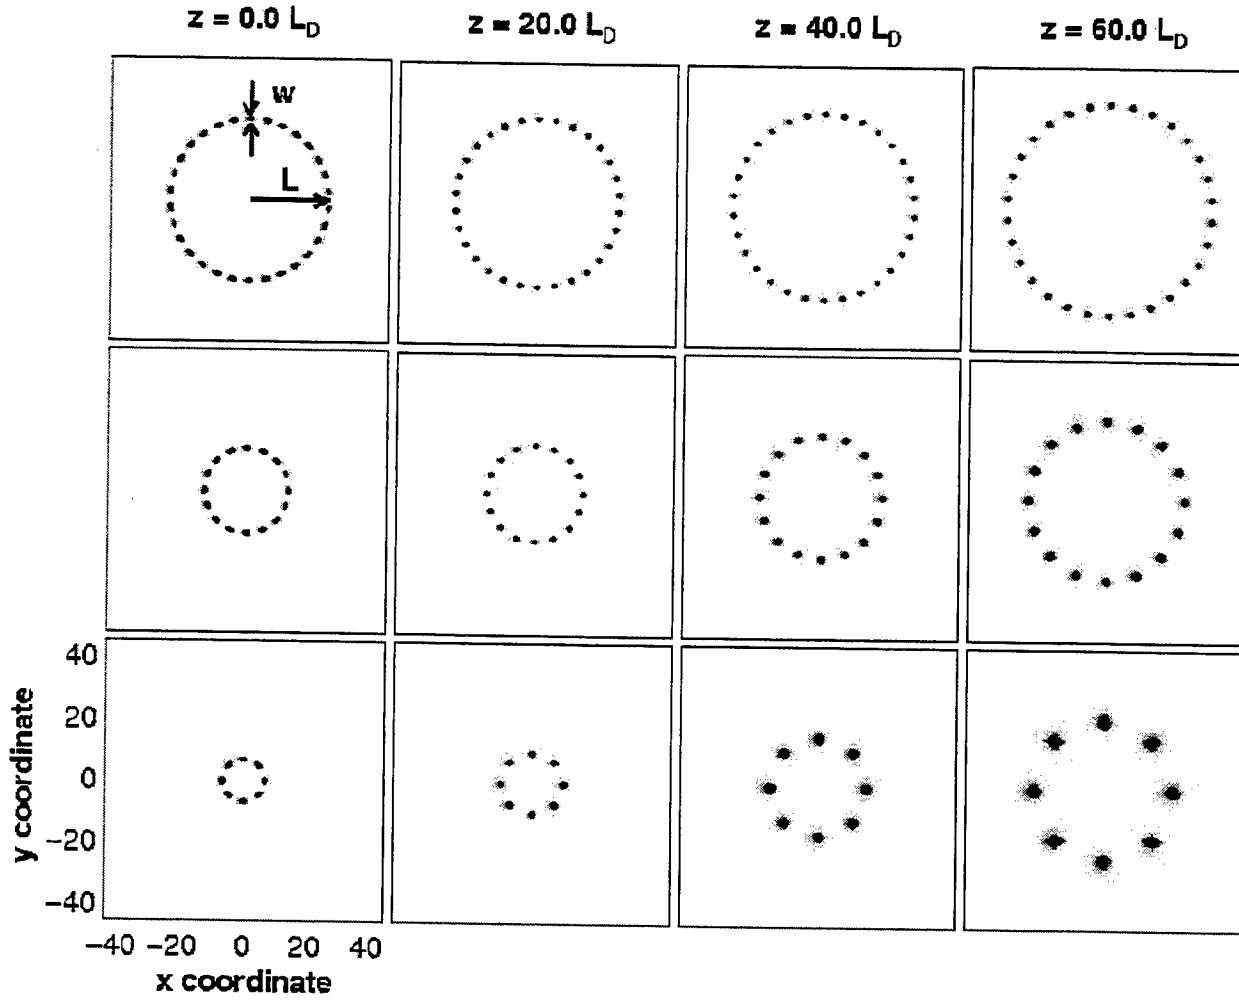 z = 0.0 L_D
z = 20.0 L_D
z = 40.0 L_D
z = 60.0 L_D
w
L
40
20
0
−20
−40
y coordinate
−40 −20 0 20 40
x coordinate